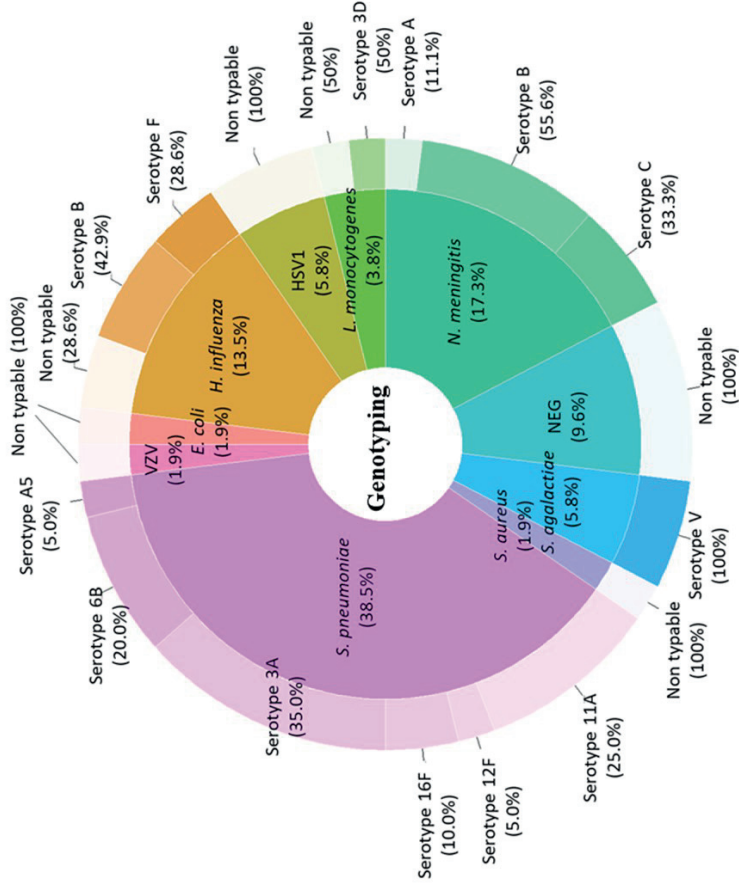 Genotyping
N. meningitis
(17.3%)
NEG
(9.6%)
S. agalactiae
(5.8%)
S. aureus
(1.9%)
S. pneumoniae
(38.5%)
VZV
(1.9%)
E. coli
(1.9%)
H. influenza
(13.5%)
HSV1
(5.8%)
L. monocytogenes
(3.8%)
Serotype A
(11.1%)
Serotype B
(55.6%)
Serotype C
(33.3%)
Non typable
(100%)
Serotype V
(100%)
Non typable
(100%)
Serotype 11A
(25.0%)
Serotype 12F
(5.0%)
Serotype 16F
(10.0%)
Serotype 3A
(35.0%)
Serotype 6B
(20.0%)
Serotype A5
(5.0%)
Non typable (100%)
Non typable
(28.6%)
Serotype B
(42.9%)
Serotype F
(28.6%)
Non typable
(100%)
Non typable
(50%)
Serotype 3D
(50%)